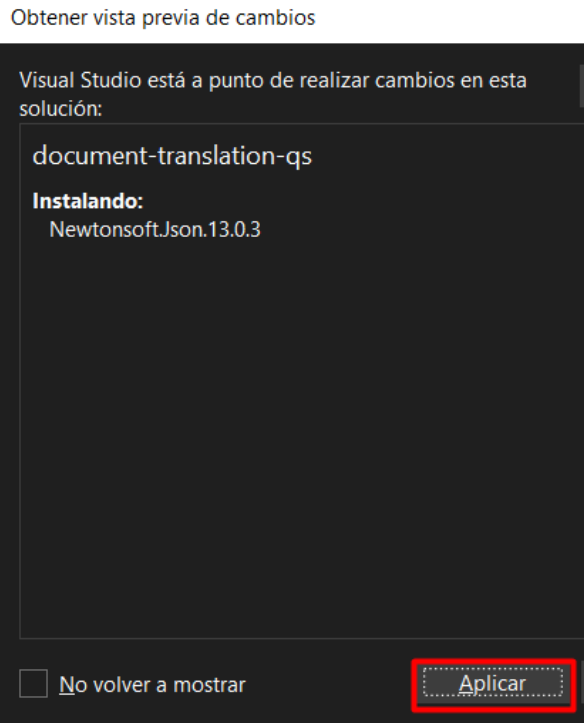 Obtener vista previa de cambios
Visual Studio está a punto de realizar cambios en esta
solución:
document-translation-qs
Instalando:
Newtonsoft.Json.13.0.3
No volver a mostrar
Aplicar